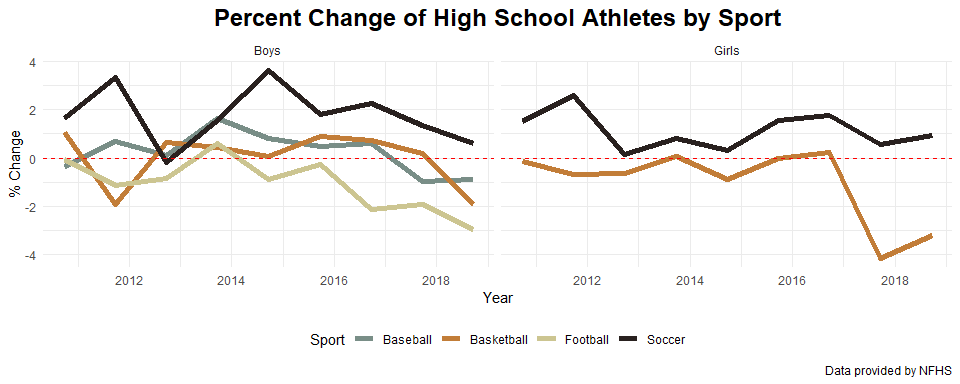 Percent Change of High School Athletes by Sport
Boys
Girls
% Change
4
2
0
-2
-4
2012
2014
2016
2018
2012
2014
2016
2018
Year
Sport Baseball Basketball Football Soccer
Data provided by NFHS